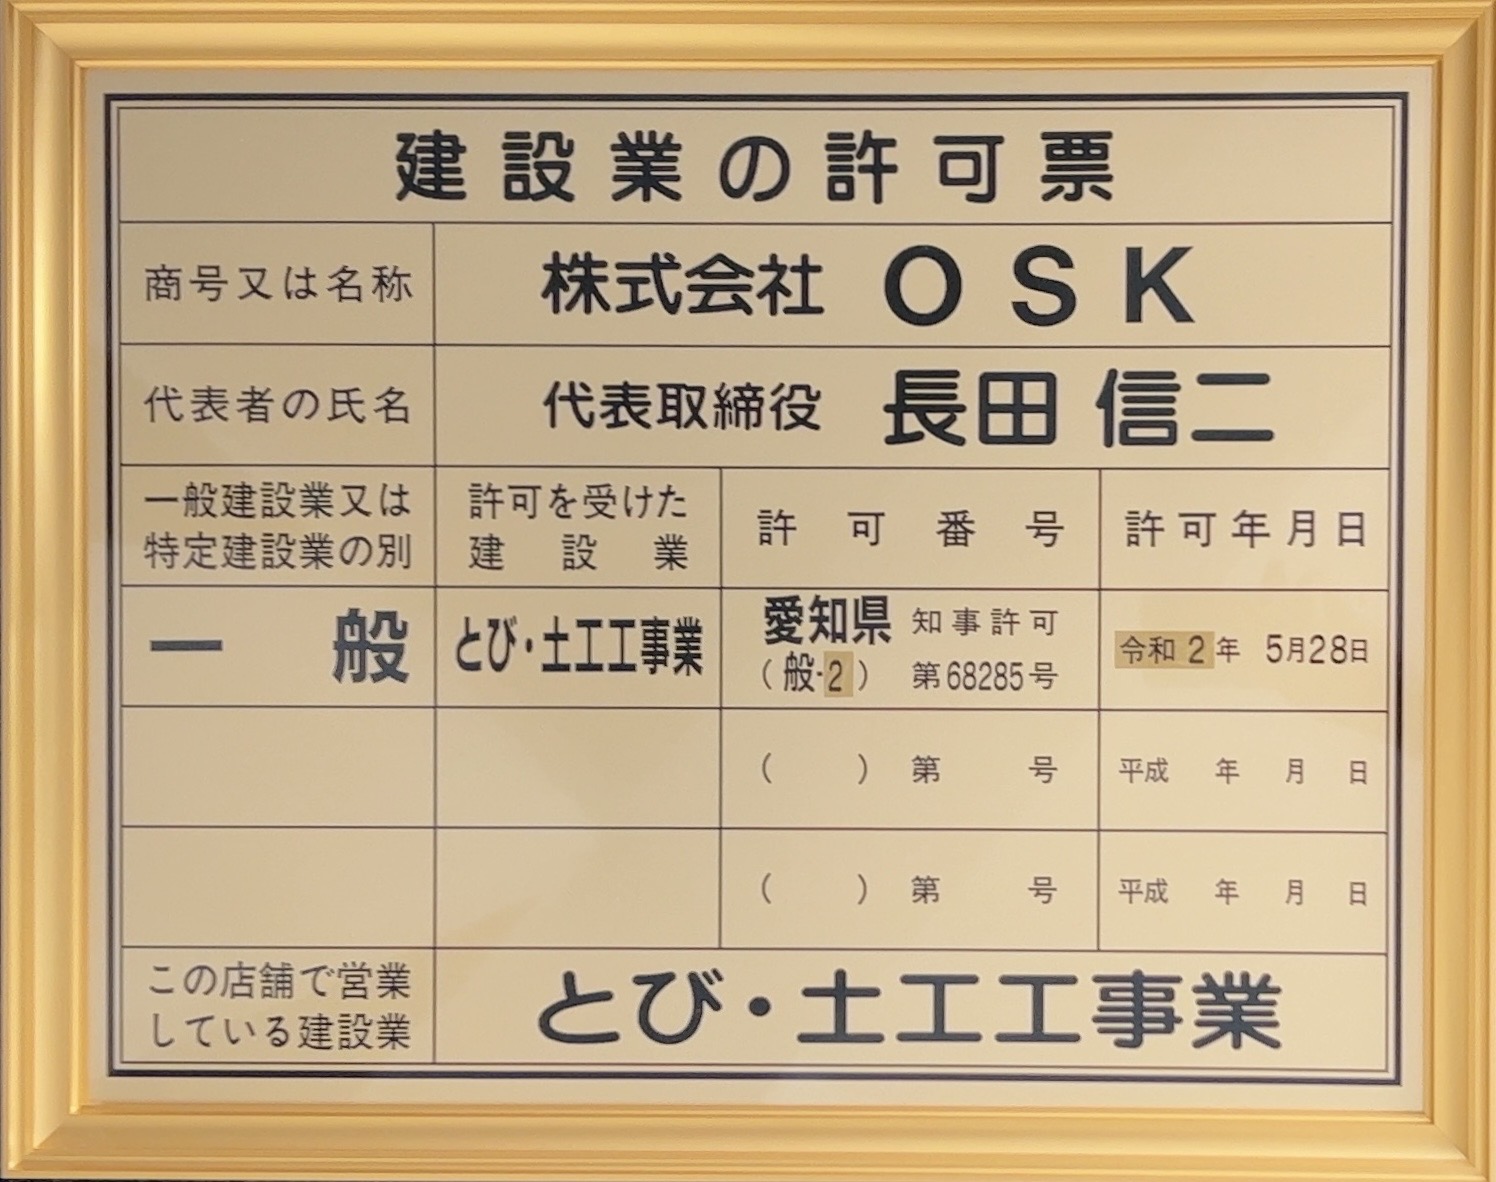 建設業の許可票
商号又は名称 株式会社 OSK
代表者の氏名 代表取締役 長田 信二
一般建設業又は
特定建設業の別
許可を受けた
建設業
許可番号
許可年月日
一般
とび・土工工事業
愛知県 知事許可
(般-2) 第68285号
令和2年 5月28日
( ) 第 号 平成 年 月 日
( ) 第 号 平成 年 月 日
この店舗で営業
している建設業
とび・土工工事業